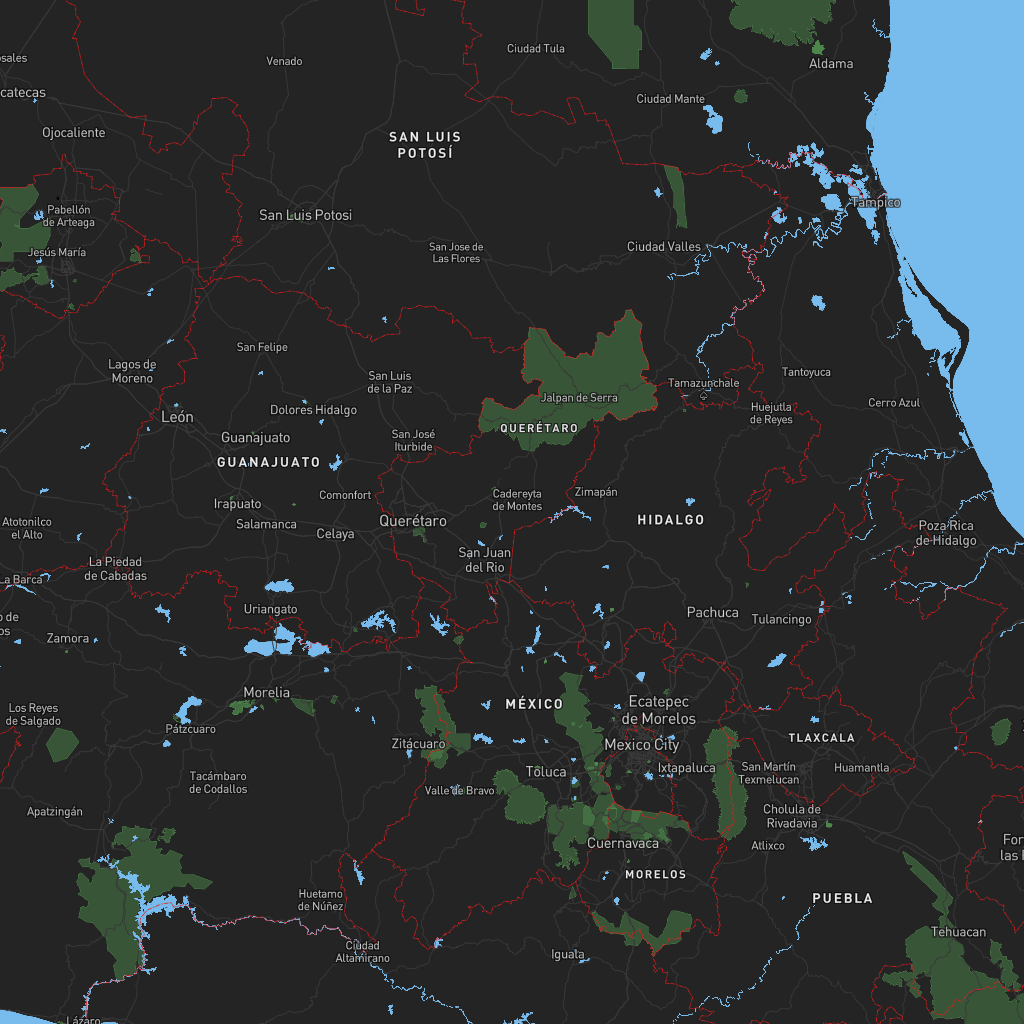 Ciudad Tula
osales
Venado
Aldama
catecas
Ciudad Mante
Ojocaliente
SAN LUIS
POTOSÍ
Pabellón
de Arteaga
San Luis Potosí
Tampico
Jesús María
San Jose de
Las Flores
Ciudad Valles
San Felipe
Lagos de
Moreno
San Luis
de la Paz
Tamazunchale
Tantoyuca
Jalpan de Serra
Cerro Azul
León
Dolores Hidalgo
Huejutla
de Reyes
QUERÉTARO
Guanajuato
San José
Iturbide
GUANAJUATO
Irapuato
Comonfort
Cadereyta
de Montes
Zimapán
Atotonilco
el Alto
Salamanca
Querétaro
HIDALGO
Celaya
Poza Rica
de Hidalgo
San Juan
del Rio
La Piedad
de Cabadas
La Barca
Uriangato
Pachuca
Tulancingo
o de
os
Zamora
Morelia
MÉXICO
Ecatepec
de Morelos
Los Reyes
de Salgado
Pátzcuaro
Zitácuaro
Mexico City
TLAXCALA
Tacámbaro
de Codallos
Tōluca
Ixtapaluca
San Martín
Texmelucan
Huamantla
Valle de Bravo
Apatzingán
Cholula de
Rivadavia
Cuernavaca
Atlixco
For
las H
MORELOS
Huetamo
de Núñez
PUEBLA
Ciudad
Altamirano
Iguala
Tehuacan
Lázaro